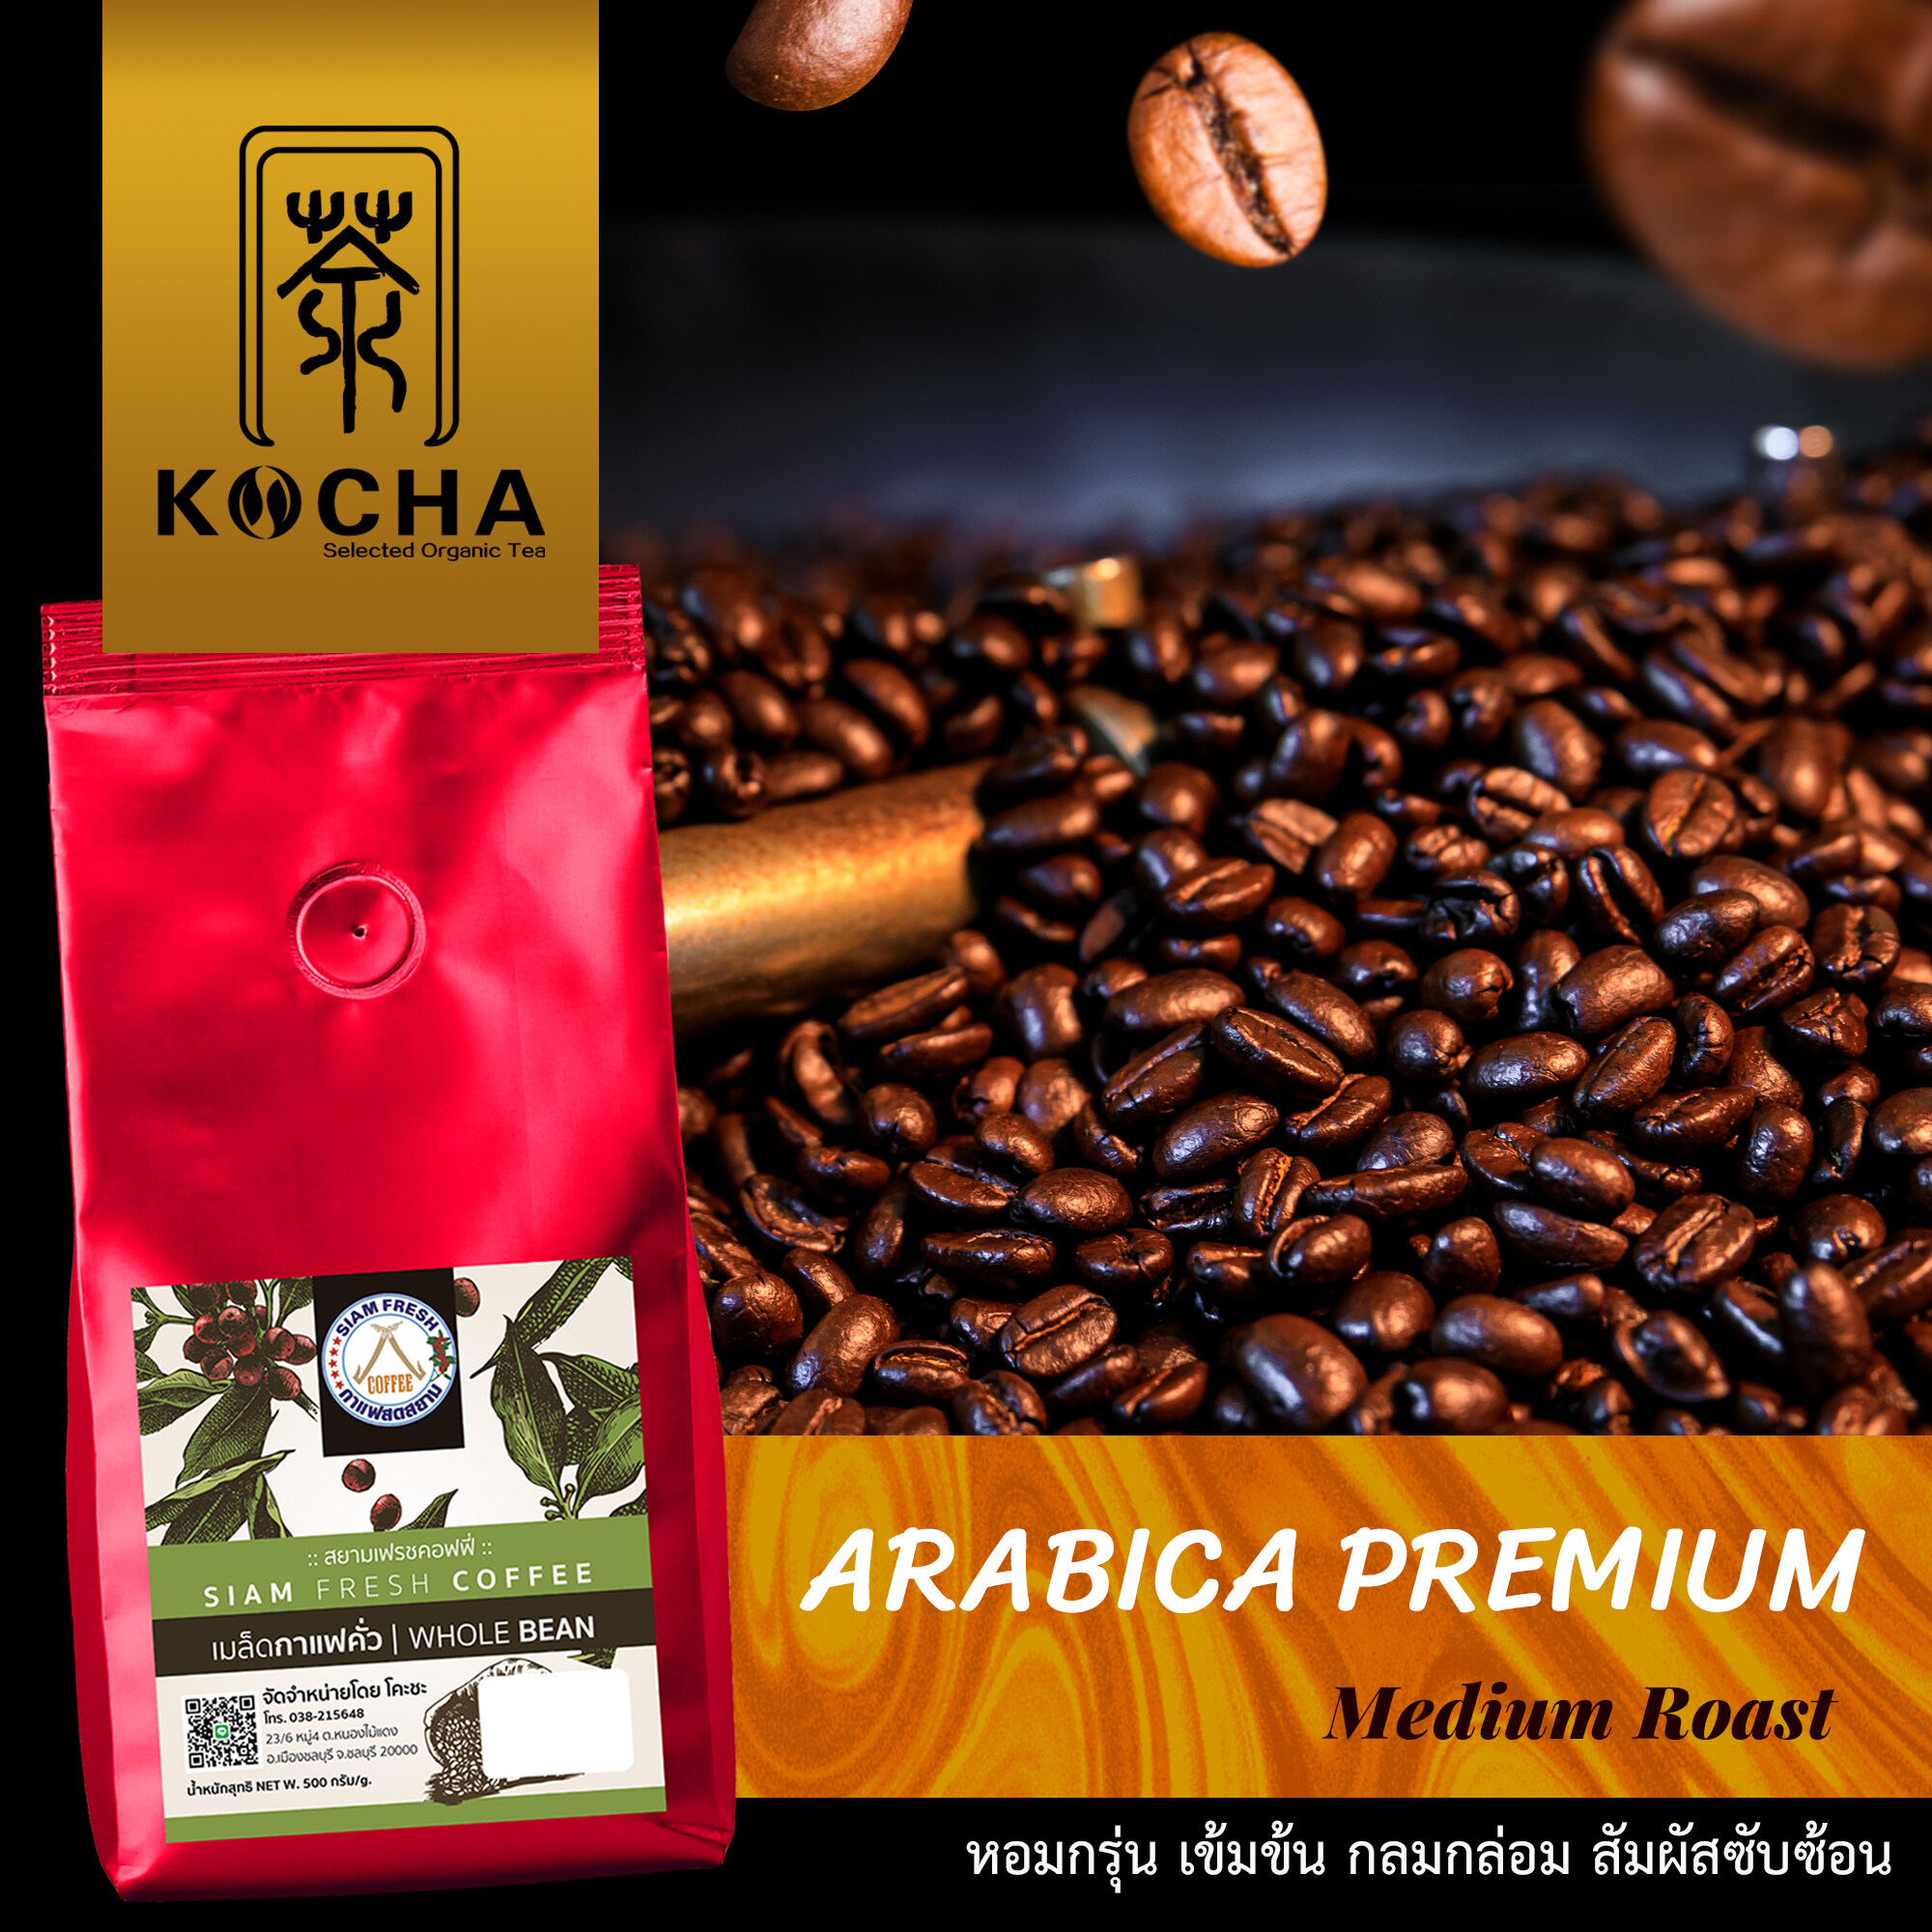 茶
KOCHA
Selected Organic Tea
SIAM FRESH
COFFEE
กาแฟสดสยาม
:: สยามเฟรชคอฟฟี่ ::
SIAM FRESH COFFEE
เมล็ดกาแฟคั่ว | WHOLE BEAN
จัดจำหน่ายโดย โคะชะ
โทร. 038-215648
23/6 หมู่4 ต.หนองไม้แดง
อ.เมืองชลบุรี จ.ชลบุรี 20000
น้ำหนักสุทธิ NET W. 500 กรัม/g.
ARABICA PREMIUM
Medium Roast
หอมกรุ่น เข้มข้น กลมกล่อม สัมผัสซับซ้อน